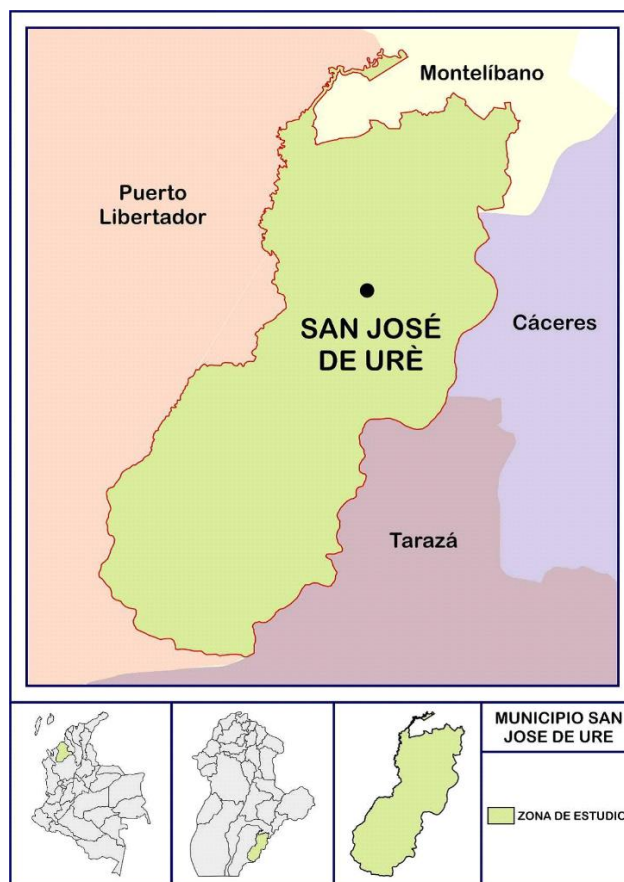 Montelíbano
Puerto
Libertador
Cáceres
SAN JOSÉ
DE URÈ
Tarazá
MUNICIPIO SAN
JOSE DE URE
ZONA DE ESTUDIO